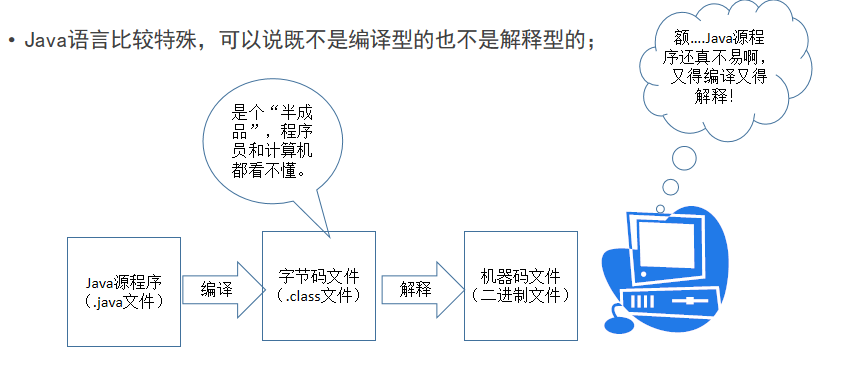 • Java语言比较特殊，可以说既不是编译型的也不是解释型的；
额....Java源程
序还真不易啊，
又得编译又得
解释！
是个“半成
品”，程序
员和计算机
都看不懂。
Java源程序
（.java文件）
编译
字节码文件
（.class文件）
解释
机器码文件
（二进制文件）